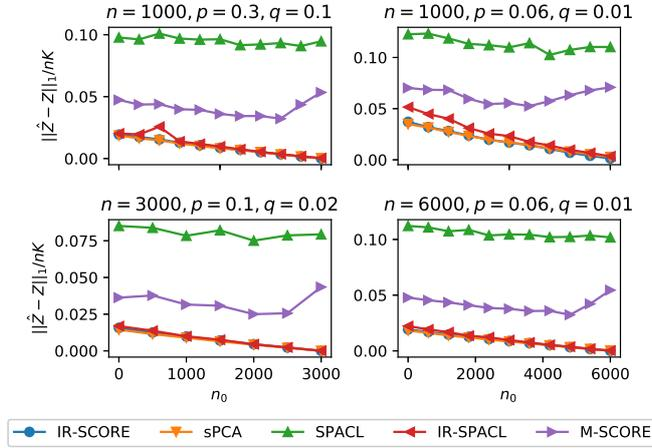 n = 1000, p = 0.3, q = 0.1
n = 1000, p = 0.06, q = 0.01
0.10
0.05
0.00
||Ẑ − Z||₁/nK
0.10
0.05
0.00
n = 3000, p = 0.1, q = 0.02
n = 6000, p = 0.06, q = 0.01
0.075
0.050
0.025
0.000
||Ẑ − Z||₁/nK
0.10
0.05
0.00
0 1000 2000 3000
0 2000 4000 6000
n₀
n₀
IR-SCORE sPCA SPACL IR-SPACL M-SCORE